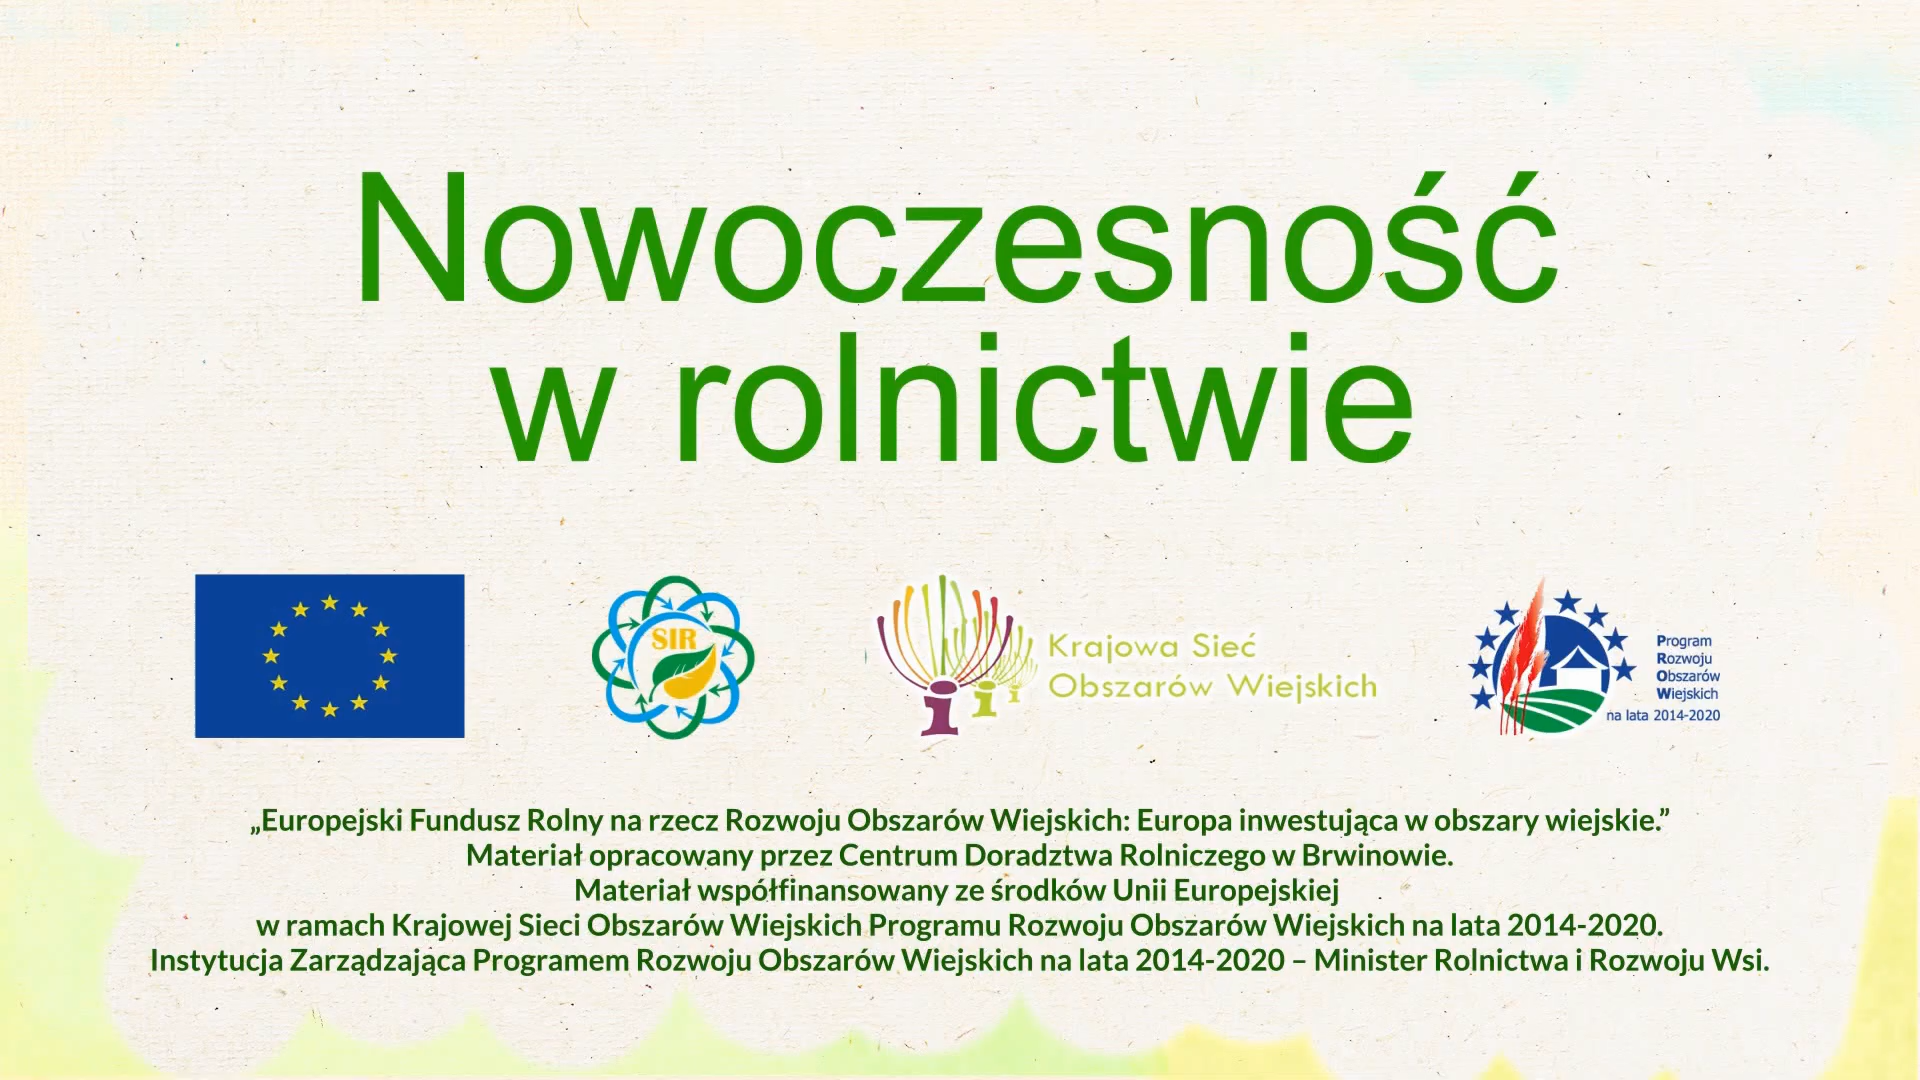 Nowoczesność
w rolnictwie
SIR
Krajowa Sieć
Obszarów Wiejskich
Program
Rozwoju
Obszarów
Wiejskich
na lata 2014-2020
„Europejski Fundusz Rolny na rzecz Rozwoju Obszarów Wiejskich: Europa inwestująca w obszary wiejskie.”
Materiał opracowany przez Centrum Doradztwa Rolniczego w Brwinowie.
Materiał współfinansowany ze środków Unii Europejskiej
w ramach Krajowej Sieci Obszarów Wiejskich Programu Rozwoju Obszarów Wiejskich na lata 2014-2020.
Instytucja Zarządzająca Programem Rozwoju Obszarów Wiejskich na lata 2014-2020 – Minister Rolnictwa i Rozwoju Wsi.